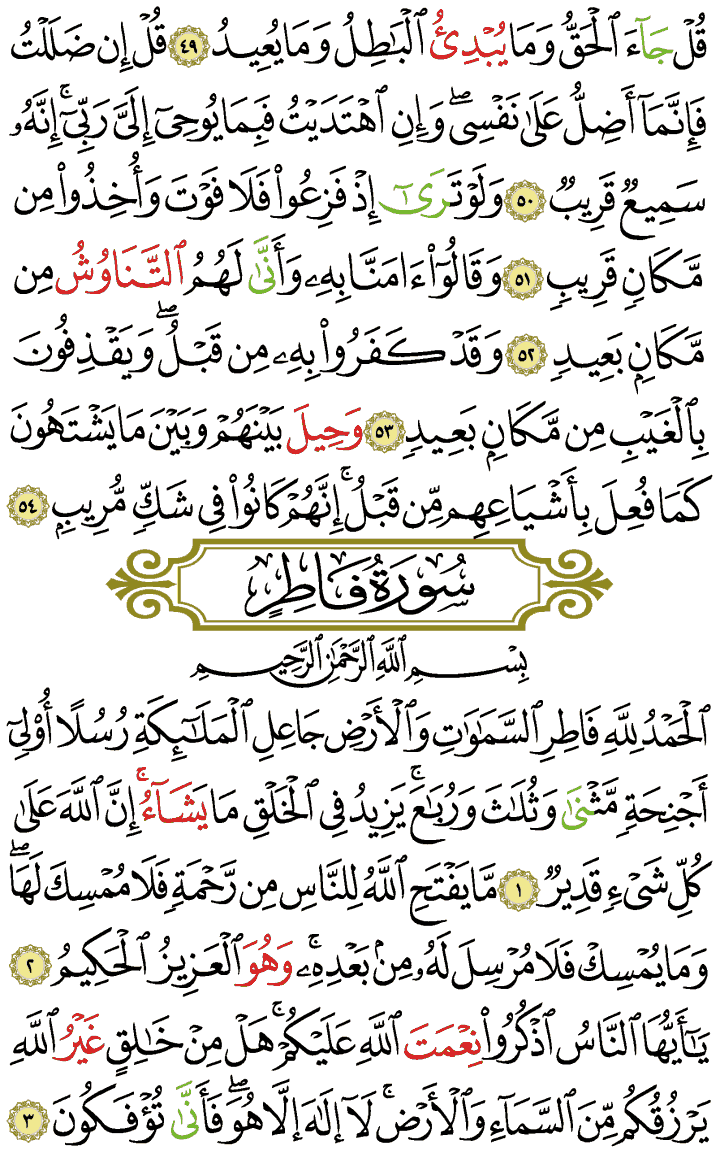 قُلْ جَآءَ ٱلْحَقُّ وَمَا يُبْدِئُ ٱلْبَٰطِلُ وَمَا يُعِيدُ ٤٩ قُلْ إِن ضَلَلْتُ
فَإِنَّمَآ أَضِلُّ عَلَىٰ نَفْسِىۖ وَإِنِ ٱهْتَدَيْتُ فَبِمَا يُوحِىٓ إِلَىَّ رَبِّىٓۚ إِنَّهُۥ
سَمِيعٌ قَرِيبٌ ٥٠ وَلَوْ تَرَىٰٓ إِذْ فَزِعُوا۟ فَلَا فَوْتَ وَأُخِذُوا۟ مِن
مَّكَانٍ قَرِيبٍ ٥١ وَقَالُوٓا۟ ءَامَنَّا بِهِۦ وَأَنَّىٰ لَهُمُ ٱلتَّنَاوُشُ مِن
مَّكَانٍۭ بَعِيدٍ ٥٢ وَقَدْ كَفَرُوا۟ بِهِۦ مِن قَبْلُۖ وَيَقْذِفُونَ
بِٱلْغَيْبِ مِن مَّكَانٍۭ بَعِيدٍ ٥٣ وَحِيلَ بَيْنَهُمْ وَبَيْنَ مَا يَشْتَهُونَ
كَمَا فُعِلَ بِأَشْيَاعِهِم مِّن قَبْلُۚ إِنَّهُمْ كَانُوا۟ فِى شَكٍّ مُّرِيبٍۭ ٥٤
سُورَةُ فَاطِرٍ
بِسْمِ ٱللَّهِ ٱلرَّحْمَٰنِ ٱلرَّحِيمِ
ٱلْحَمْدُ لِلَّهِ فَاطِرِ ٱلسَّمَٰوَٰتِ وَٱلْأَرْضِ جَاعِلِ ٱلْمَلَٰٓئِكَةِ رُسُلًا أُو۟لِىٓ
أَجْنِحَةٍ مَّثْنَىٰ وَثُلَٰثَ وَرُبَٰعَۚ يَزِيدُ فِى ٱلْخَلْقِ مَا يَشَآءُۚ إِنَّ ٱللَّهَ عَلَىٰ
كُلِّ شَىْءٍ قَدِيرٌ ١ مَّا يَفْتَحِ ٱللَّهُ لِلنَّاسِ مِن رَّحْمَةٍ فَلَا مُمْسِكَ لَهَاۖ
وَمَا يُمْسِكْ فَلَا مُرْسِلَ لَهُۥ مِنۢ بَعْدِهِۦۚ وَهُوَ ٱلْعَزِيزُ ٱلْحَكِيمُ ٢
يَٰٓأَيُّهَا ٱلنَّاسُ ٱذْكُرُوا۟ نِعْمَتَ ٱللَّهِ عَلَيْكُمْۚ هَلْ مِنْ خَٰلِقٍ غَيْرُ ٱللَّهِ
يَرْزُقُكُم مِّنَ ٱلسَّمَآءِ وَٱلْأَرْضِۚ لَآ إِلَٰهَ إِلَّا هُوَۖ فَأَنَّىٰ تُؤْفَكُونَ ٣